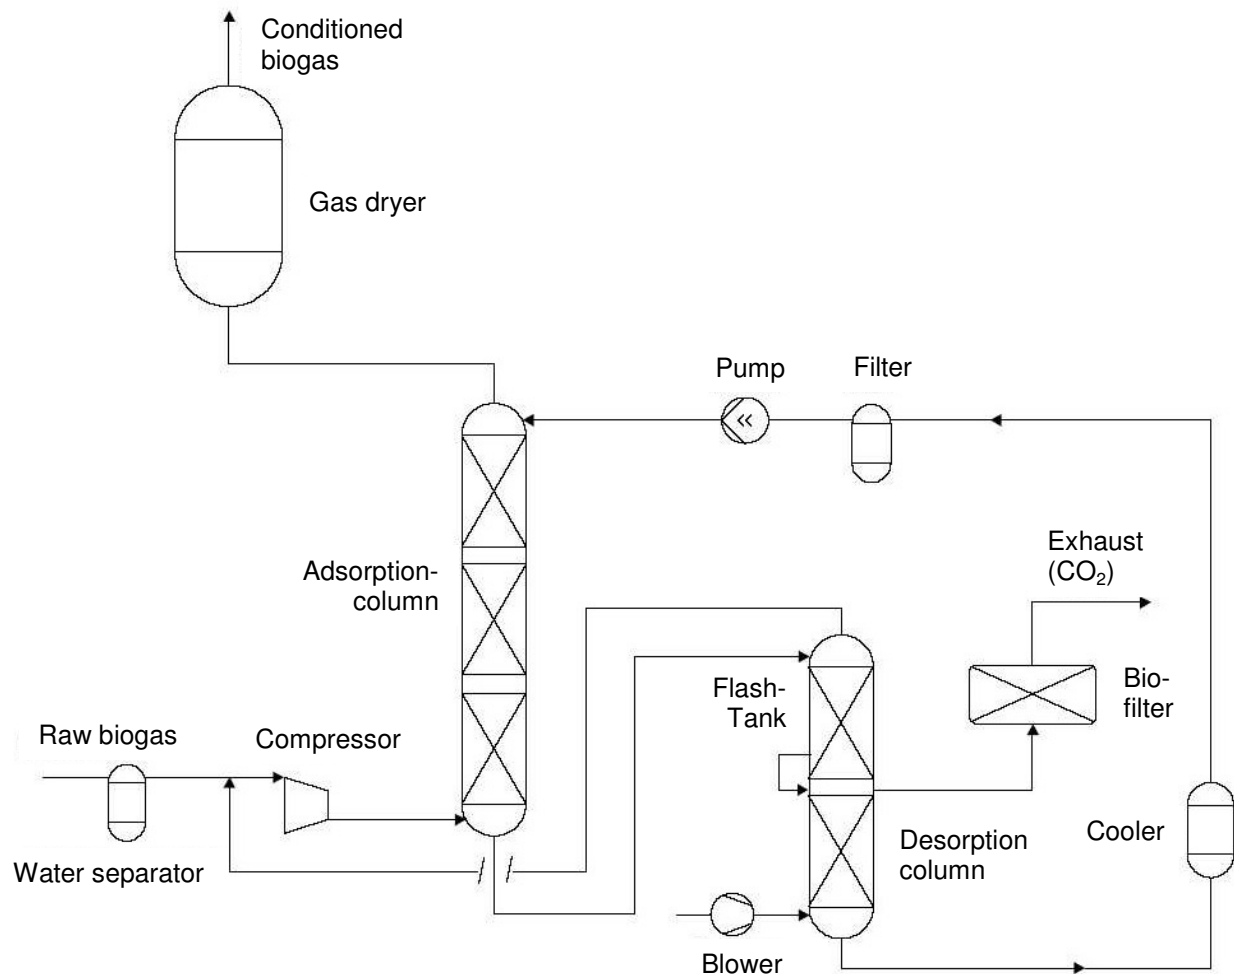 Conditioned
biogas
Gas dryer
Pump
Filter
Adsorption-
column
Exhaust
(CO₂)
Flash-
Tank
Bio-
filter
Raw biogas
Compressor
Water separator
Desorption
column
Cooler
Blower